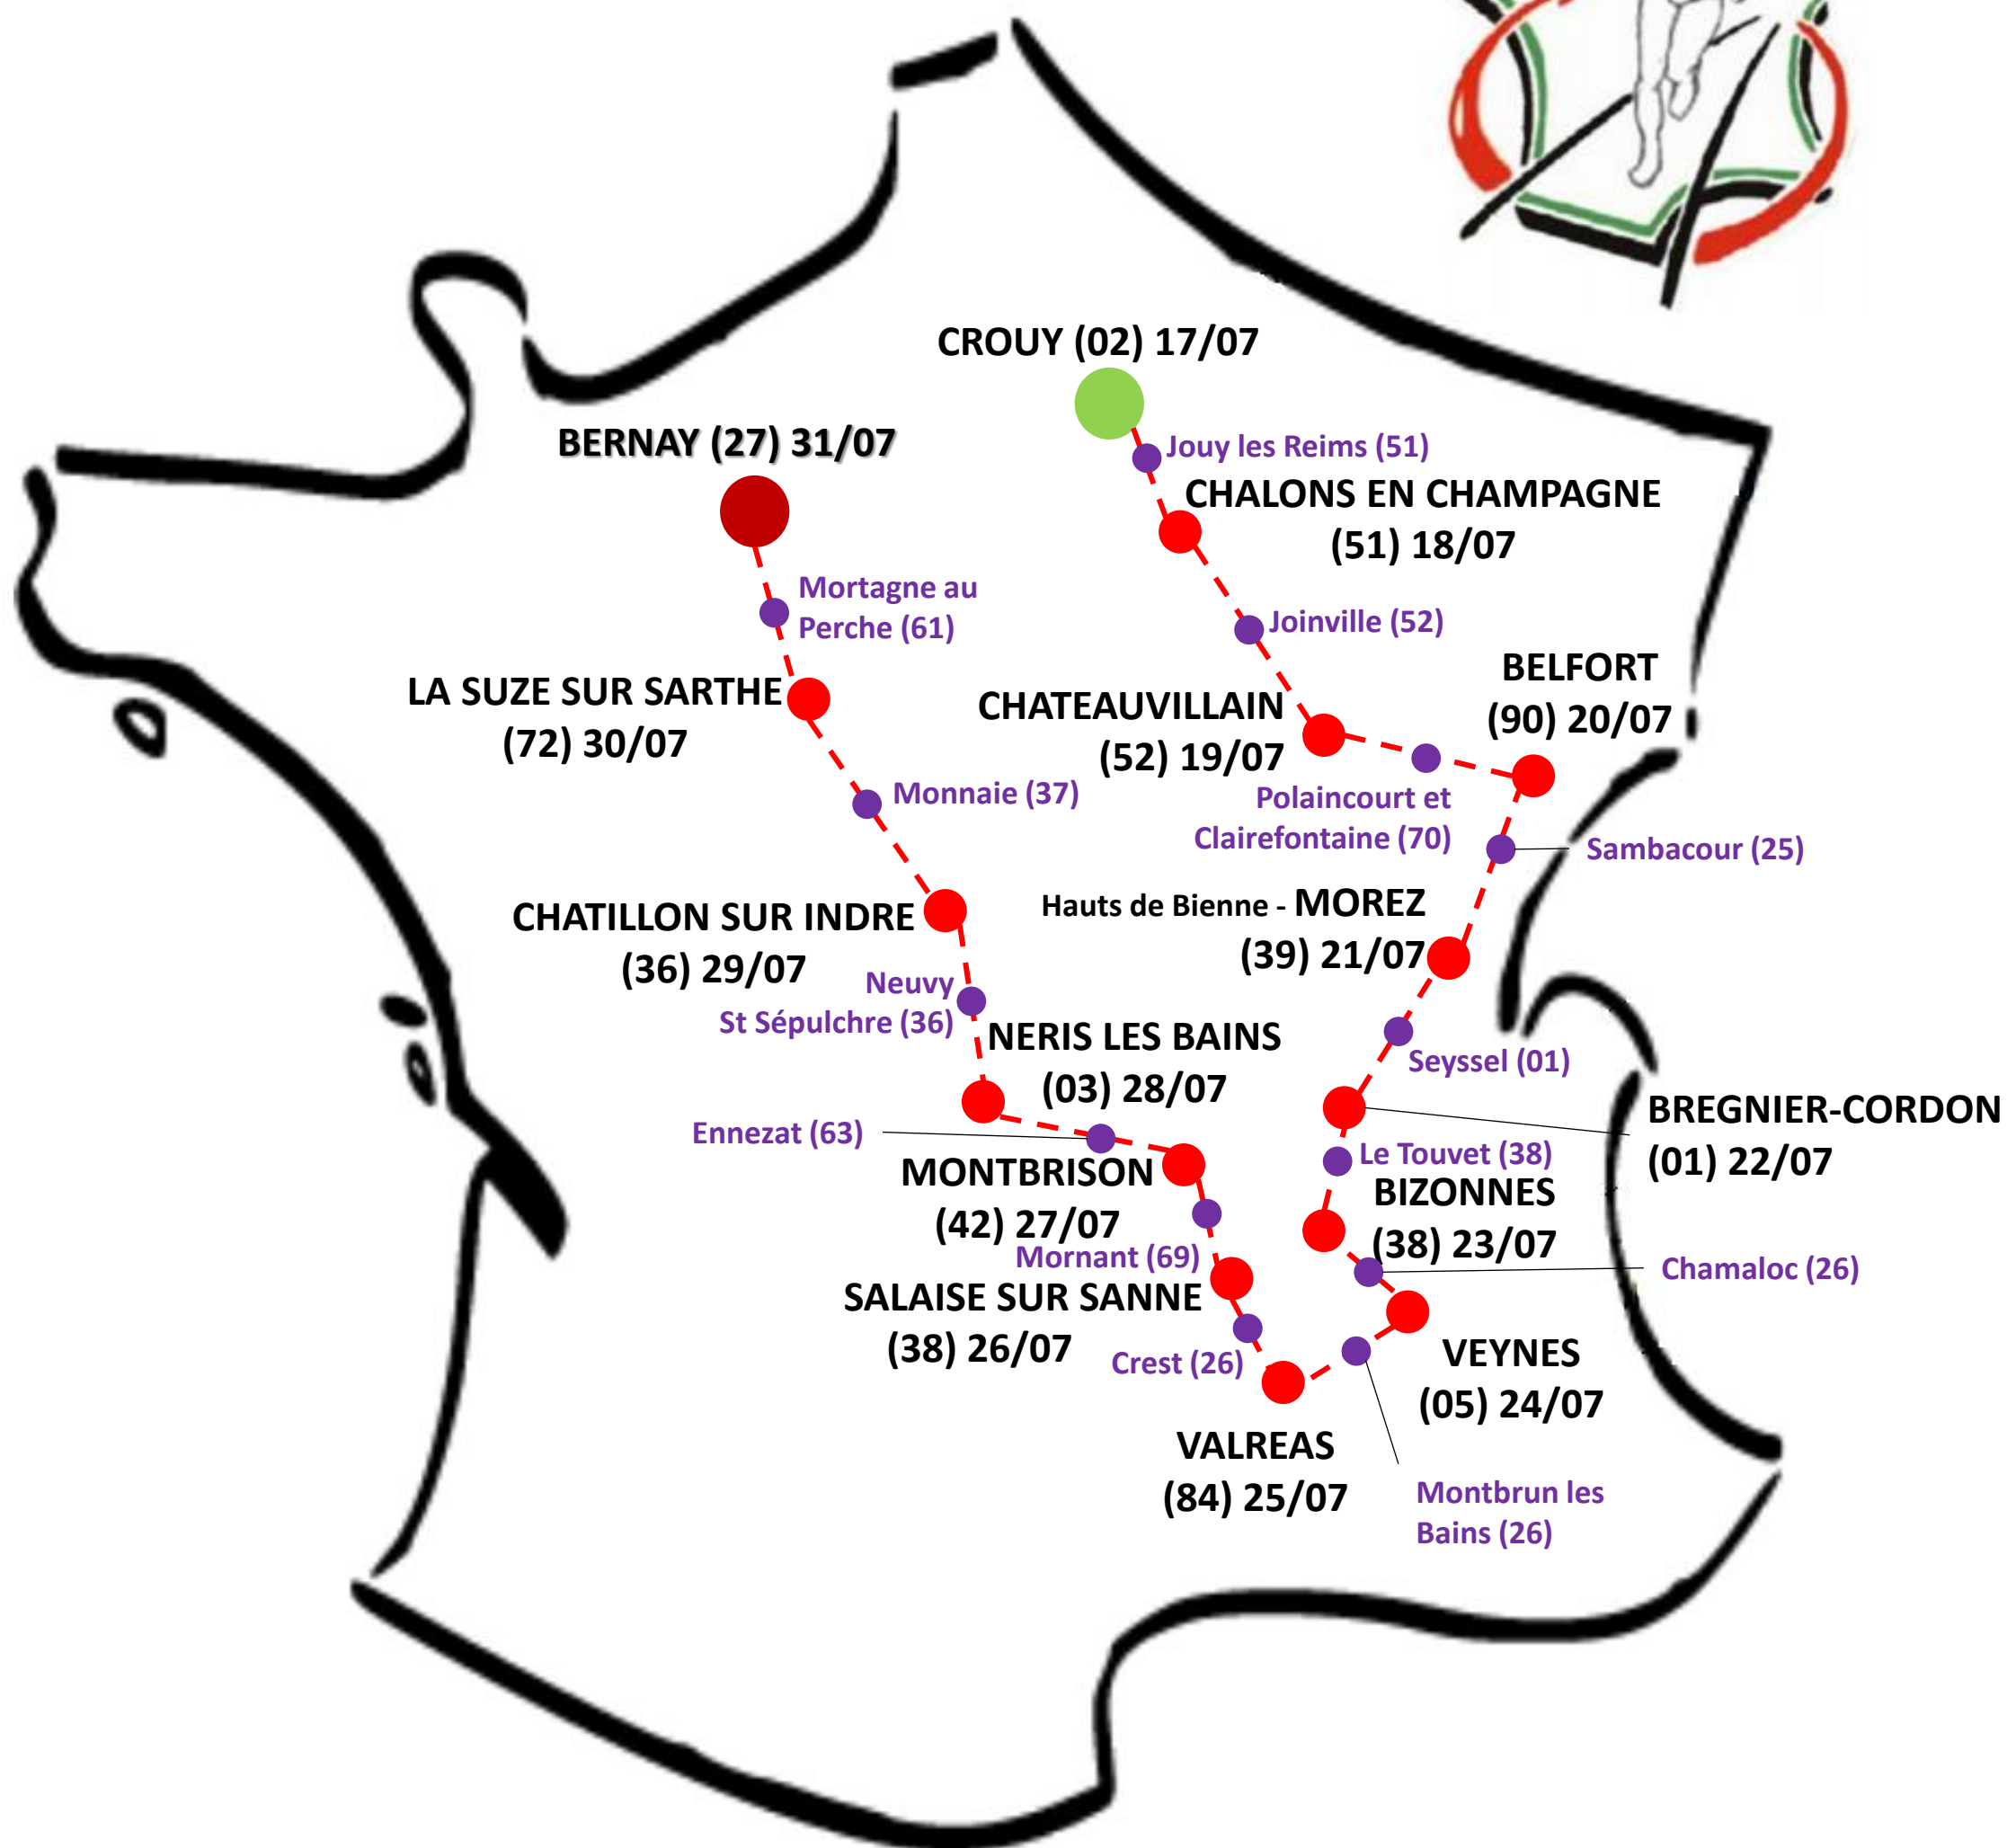 CROUY (02) 17/07
BERNAY (27) 31/07
Jouy les Reims (51)
CHALONS EN CHAMPAGNE
(51) 18/07
Mortagne au
Perche (61)
Joinville (52)
BELFORT
(90) 20/07
LA SUZE SUR SARTHE
(72) 30/07
CHATEAUVILLAIN
(52) 19/07
Monnaie (37)
Polaincourt et
Clairefontaine (70)
Sambacour (25)
CHATILLON SUR INDRE
(36) 29/07
Hauts de Bienne - MOREZ
(39) 21/07
Neuvy
St Sépulchre (36)
NERIS LES BAINS
(03) 28/07
Seyssel (01)
BREGNIER-CORDON
(01) 22/07
Ennezat (63)
Le Touvet (38)
MONTBRISON
(42) 27/07
BIZONNES
(38) 23/07
Mornant (69)
Chamaloc (26)
SALAISE SUR SANNE
(38) 26/07
Crest (26)
VEYNES
(05) 24/07
VALREAS
(84) 25/07
Montbrun les
Bains (26)